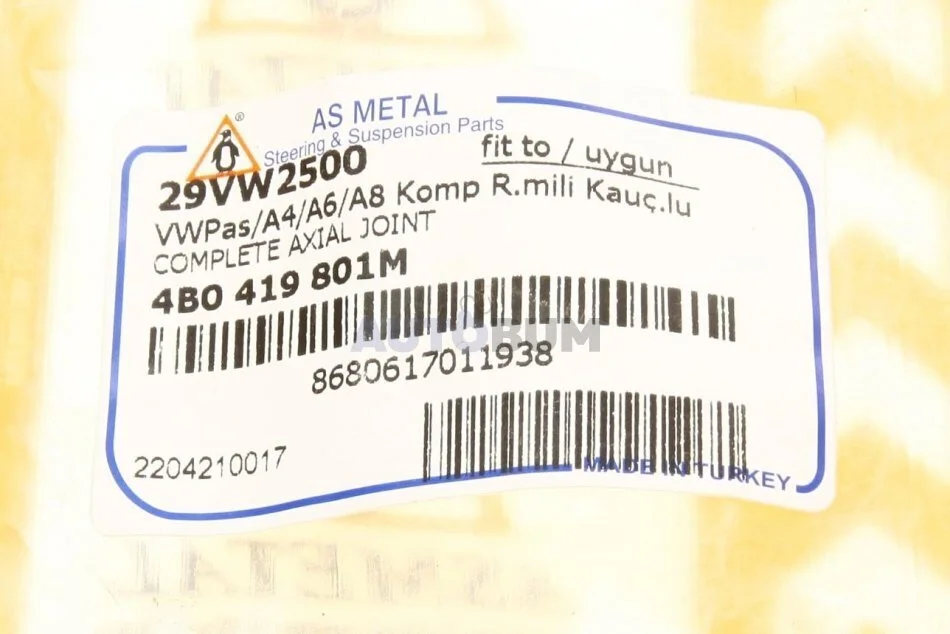 ®
AS METAL
Steering & Suspension Parts
29VW2500
fit to / uygun
VWPas/A4/A6/A8 Komp R.mili Kauç.lu
COMPLETE AXIAL JOINT
4B0 419 801M
AUTOBUM
8680617011938
2204210017
MADE IN TURKEY